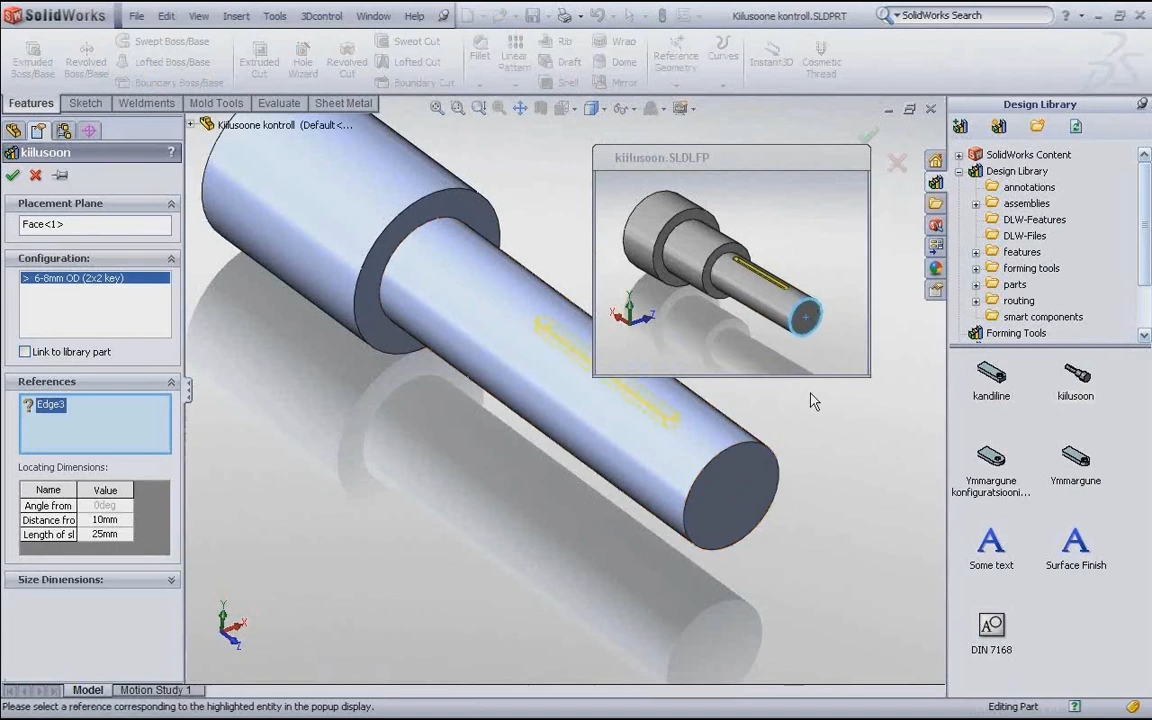 SolidWorks File Edit View Insert Tools 3Dcontrol Window Help Kiilusoone kontroll.SLDPRT SolidWorks Search
Extruded Boss/Base
Revolved Boss/Base
Swept Boss/Base
Lofted Boss/Base
Boundary Boss/Base
Extruded Cut
Hole Wizard
Revolved Cut
Swept Cut
Lofted Cut
Boundary Cut
Fillet
Linear Pattern
Rib
Draft
Shell
Wrap
Dome
Mirror
Reference Geometry
Curves
Instant3D
Cosmetic Thread
Features Sketch Weldments Mold Tools Evaluate Sheet Metal
Kiilusoone kontroll (Default<...
kiilusoon ?
Placement Plane
Face<1>
Configuration:
> 6-8mm OD (2x2 key)
Link to library part
References
? Edge3
Locating Dimensions:
Name Value
Angle from 0deg
Distance fro 10mm
Length of sl 25mm
Size Dimensions:
kiilusoon.SLDLFP
Y
X
Z
Y
X
Z
Design Library
SolidWorks Content
Design Library
annotations
assemblies
DLW-Features
DLW-Files
features
forming tools
parts
routing
smart components
Forming Tools
kandiline
kiilusoon
Ymmargune konfiguratsiooni...
Ymmargune
A
Some text
A
Surface Finish
DIN 7168
Model Motion Study 1
Please select a reference corresponding to the highlighted entity in the popup display. Editing Part